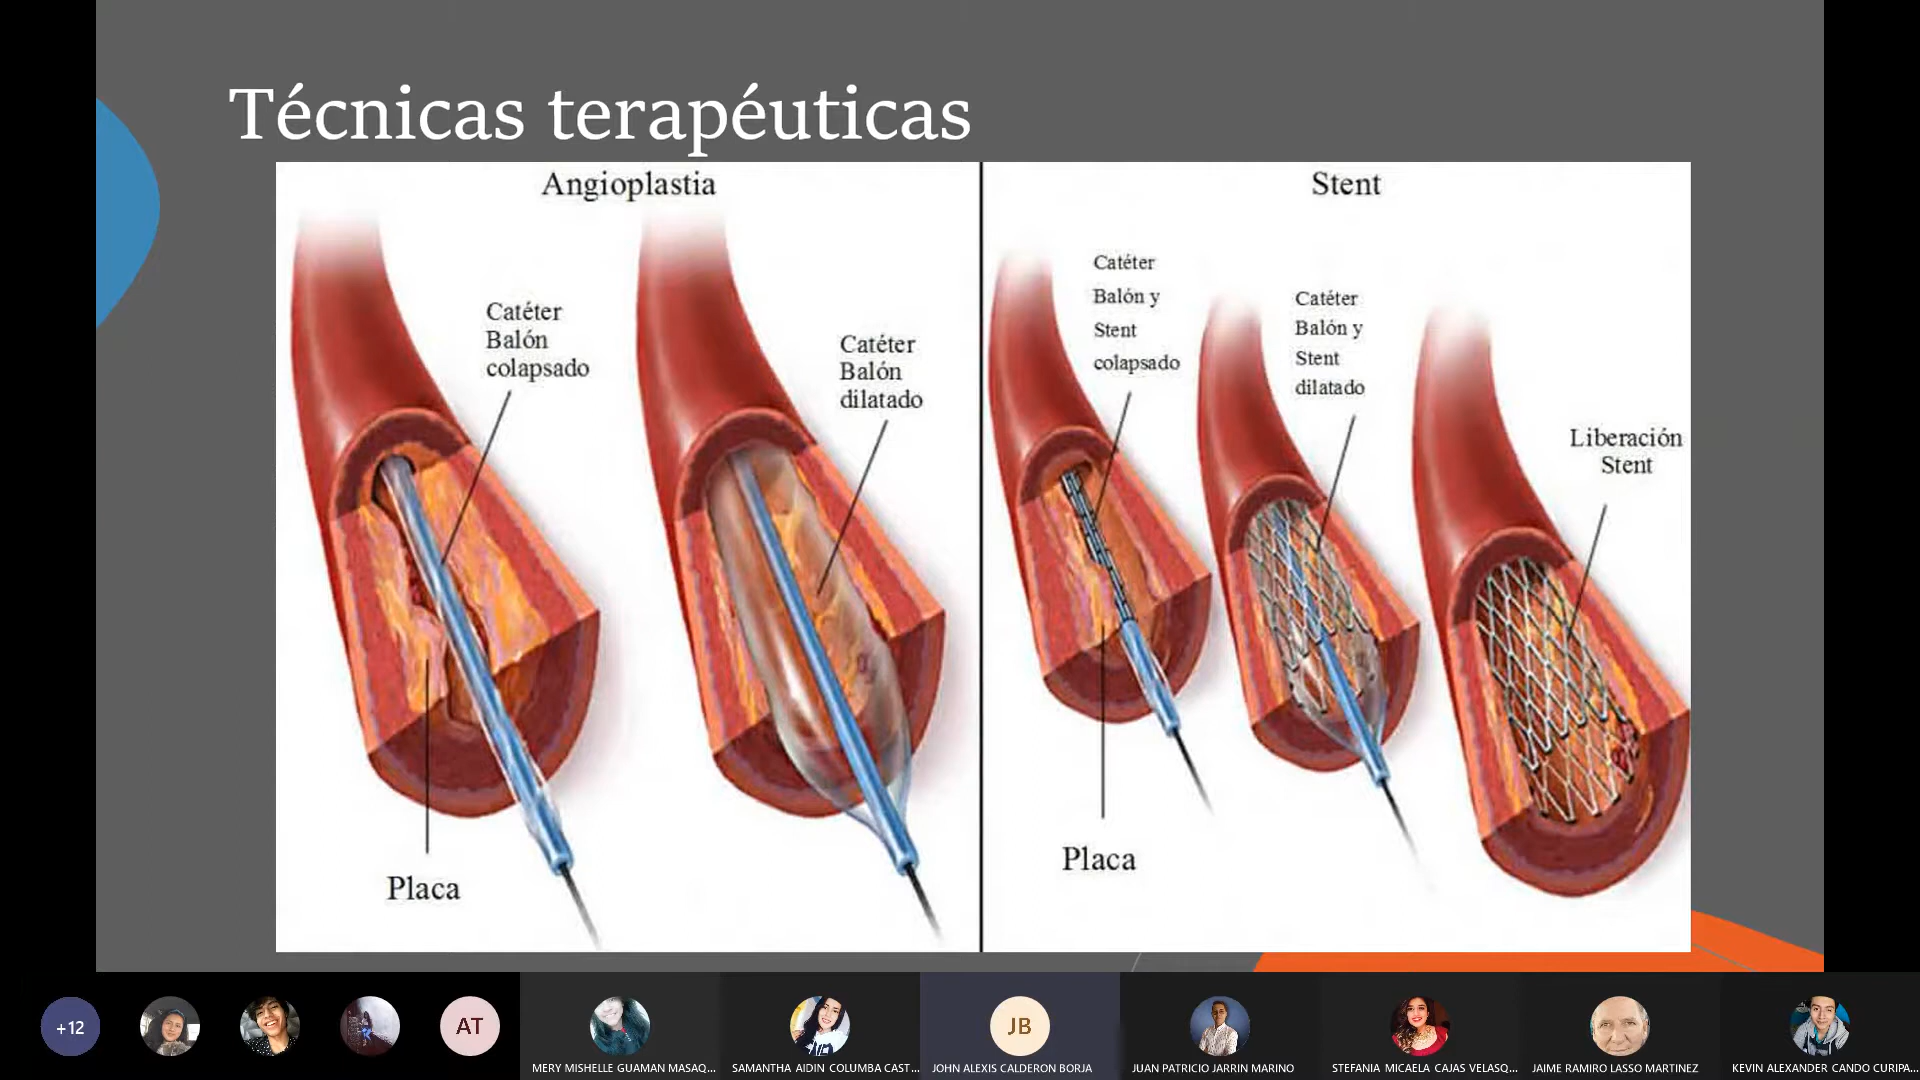 Técnicas terapéuticas
Angioplastia
Catéter
Balón
colapsado
Catéter
Balón
dilatado
Placa
Stent
Catéter
Balón y
Stent
colapsado
Catéter
Balón y
Stent
dilatado
Liberación
Stent
Placa
+12
AT
JB
MERY MISHELLE GUAMAN MASAQ...
SAMANTHA AIDIN COLUMBA CAST...
JOHN ALEXIS CALDERON BORJA
JUAN PATRICIO JARRIN MARINO
STEFANIA MICAELA CAJAS VELASQ...
JAIME RAMIRO LASSO MARTINEZ
KEVIN ALEXANDER CANDO CURIPA...